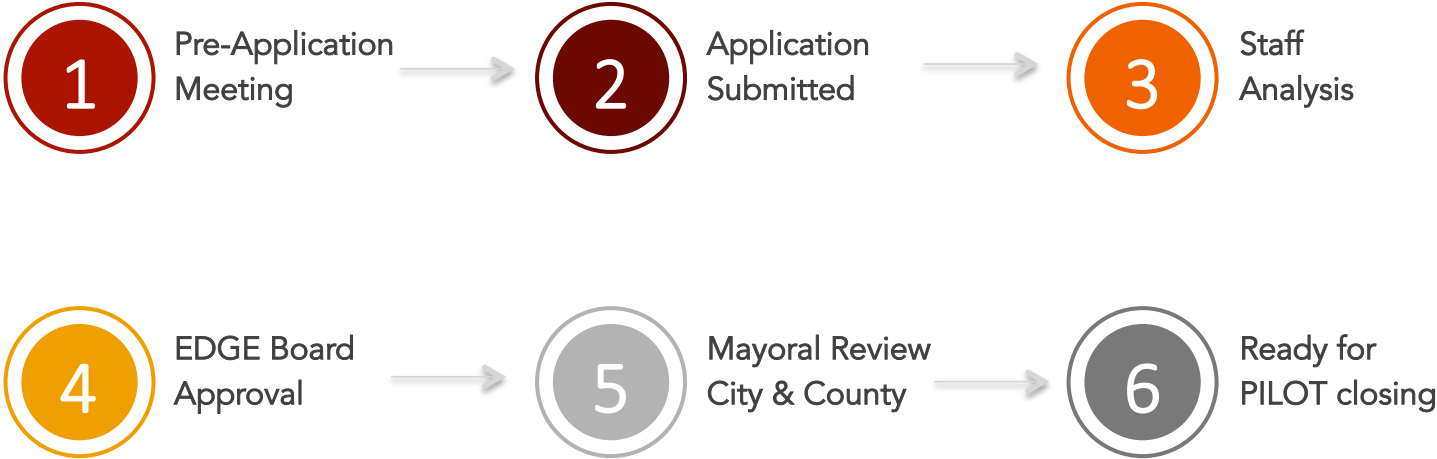 1
Pre-Application
Meeting
2
Application
Submitted
3
Staff
Analysis
4
EDGE Board
Approval
5
Mayoral Review
City & County
6
Ready for
PILOT closing